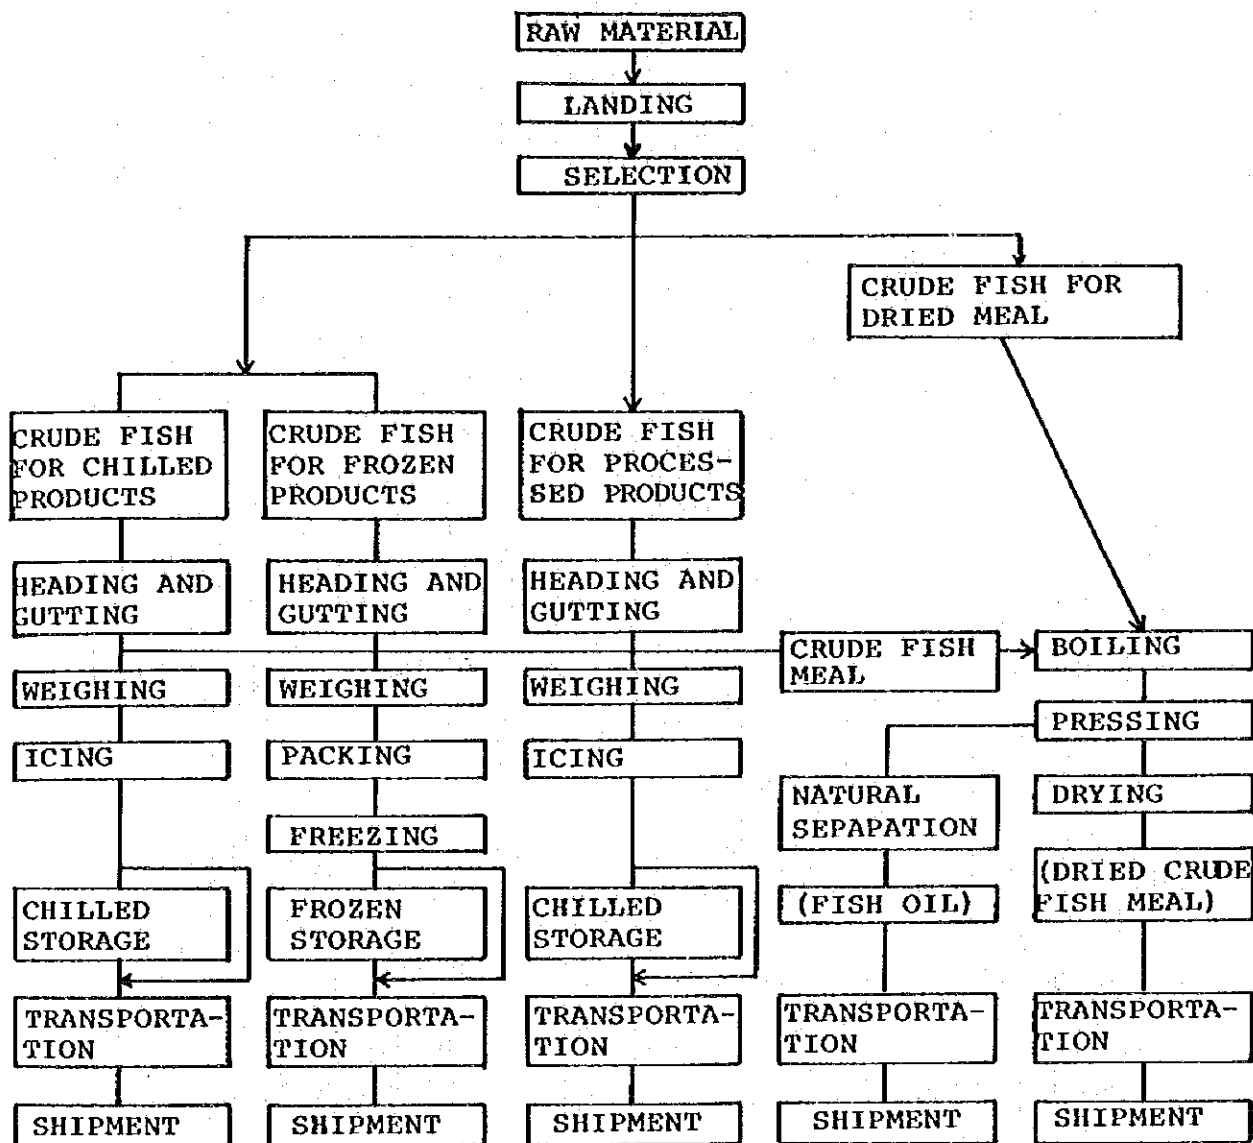 RAW MATERIAL
LANDING
SELECTION
CRUDE FISH FOR
DRIED MEAL
CRUDE FISH
FOR CHILLED
PRODUCTS
CRUDE FISH
FOR FROZEN
PRODUCTS
CRUDE FISH
FOR PROCES-
SED PRODUCTS
HEADING AND
GUTTING
HEADING AND
GUTTING
HEADING AND
GUTTING
CRUDE FISH
MEAL
BOILING
WEIGHING
WEIGHING
WEIGHING
PRESSING
ICING
PACKING
ICING
NATURAL
SEPAPATION
DRYING
FREEZING
(DRIED CRUDE
FISH MEAL)
CHILLED
STORAGE
FROZEN
STORAGE
CHILLED
STORAGE
(FISH OIL)
TRANSPORTA-
TION
TRANSPORTA-
TION
TRANSPORTA-
TION
TRANSPORTA-
TION
TRANSPORTA-
TION
SHIPMENT
SHIPMENT
SHIPMENT
SHIPMENT
SHIPMENT